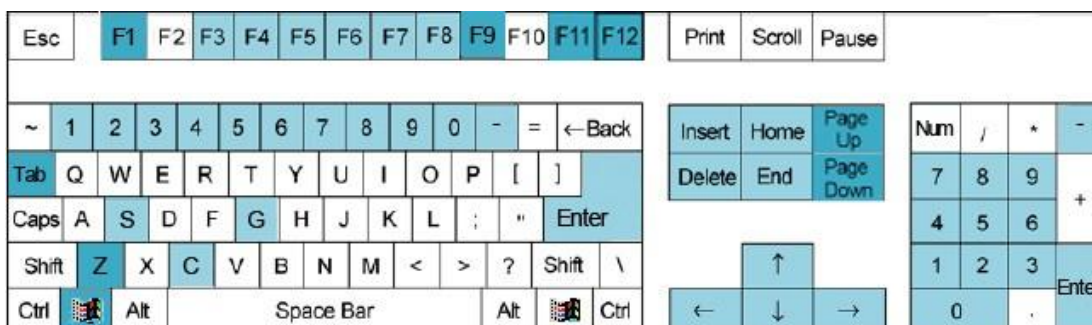 Esc F1 F2 F3 F4 F5 F6 F7 F8 F9 F10 F11 F12 Print Scroll Pause
~ 1 2 3 4 5 6 7 8 9 0 - = ←Back Insert Home Page Up Num / * -
Tab Q W E R T Y U I O P [ ] Delete End Page Down 7 8 9 +
Caps A S D F G H J K L ; " Enter 4 5 6
Shift Z X C V B N M < > ? Shift \ ↑ 1 2 3 Ente
Ctrl Alt Space Bar Alt Ctrl ← ↓ → 0 .